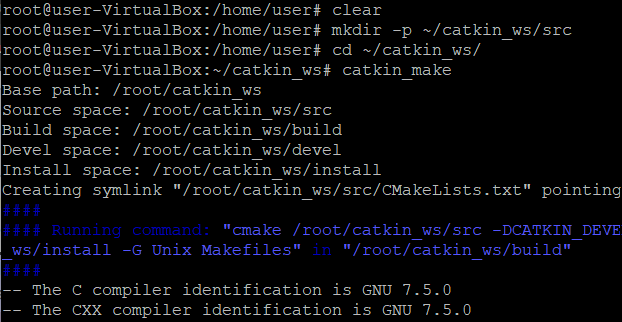 root@user-VirtualBox:/home/user# clear
root@user-VirtualBox:/home/user# mkdir -p ~/catkin_ws/src
root@user-VirtualBox:/home/user# cd ~/catkin_ws/
root@user-VirtualBox:~/catkin_ws# catkin_make
Base path: /root/catkin_ws
Source space: /root/catkin_ws/src
Build space: /root/catkin_ws/build
Devel space: /root/catkin_ws/devel
Install space: /root/catkin_ws/install
Creating symlink "/root/catkin_ws/src/CMakeLists.txt" pointing
####
#### Running command: "cmake /root/catkin_ws/src -DCATKIN_DEVE
_ws/install -G Unix Makefiles" in "/root/catkin_ws/build"
####
-- The C compiler identification is GNU 7.5.0
-- The CXX compiler identification is GNU 7.5.0